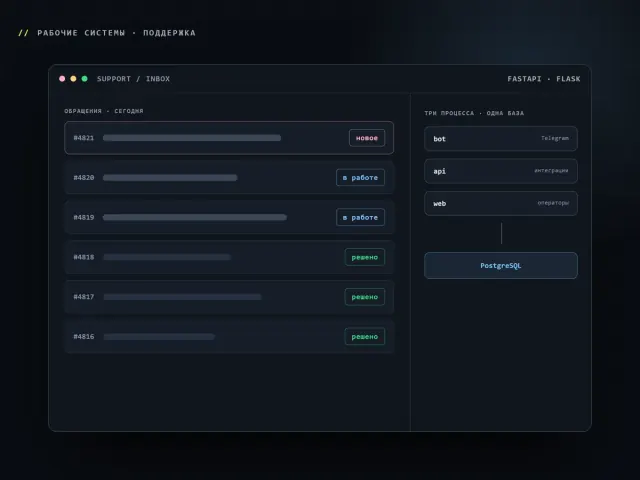 // РАБОЧИЕ СИСТЕМЫ · ПОДДЕРЖКА
SUPPORT / INBOX
FASTAPI · FLASK
ОБРАЩЕНИЯ · СЕГОДНЯ
#4821 новое
#4820 в работе
#4819 в работе
#4818 решено
#4817 решено
#4816 решено
ТРИ ПРОЦЕССА · ОДНА БАЗА
bot Telegram
api интеграции
web операторы
PostgreSQL